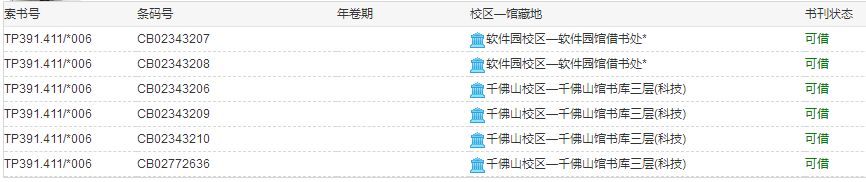 索书号 条码号 年卷期 校区—馆藏地 书刊状态
TP391.411/*006 CB02343207 软件园校区—软件园馆借书处* 可借
TP391.411/*006 CB02343208 软件园校区—软件园馆借书处* 可借
TP391.411/*006 CB02343206 千佛山校区—千佛山馆书库三层(科技) 可借
TP391.411/*006 CB02343209 千佛山校区—千佛山馆书库三层(科技) 可借
TP391.411/*006 CB02343210 千佛山校区—千佛山馆书库三层(科技) 可借
TP391.411/*006 CB02772636 千佛山校区—千佛山馆书库三层(科技) 可借